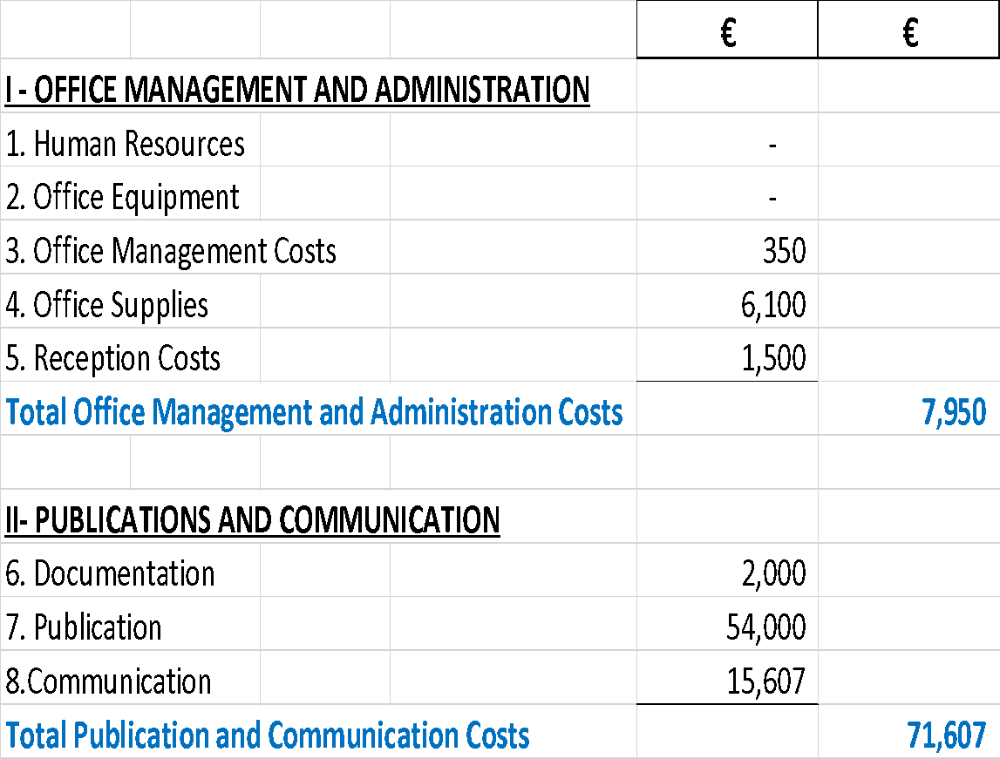 € €
I - OFFICE MANAGEMENT AND ADMINISTRATION
1. Human Resources -
2. Office Equipment -
3. Office Management Costs 350
4. Office Supplies 6,100
5. Reception Costs 1,500
Total Office Management and Administration Costs 7,950
II- PUBLICATIONS AND COMMUNICATION
6. Documentation 2,000
7. Publication 54,000
8.Communication 15,607
Total Publication and Communication Costs 71,607